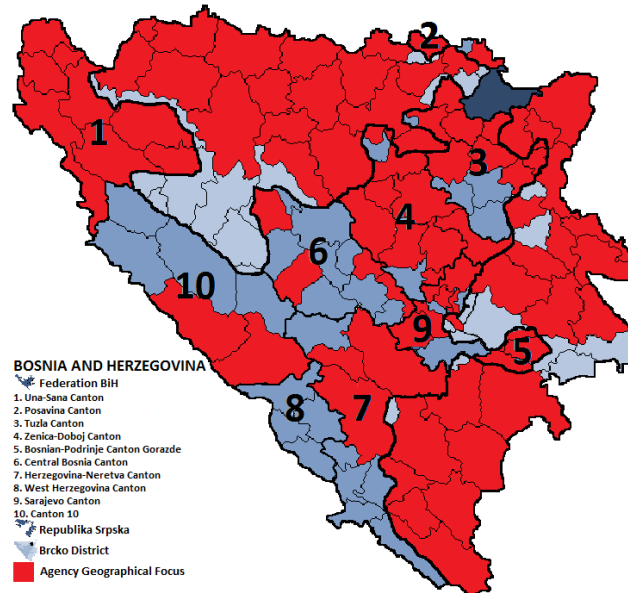 2
1
3
4
6
10
9
5
8
7
BOSNIA AND HERZEGOVINA
Federation BiH
1. Una-Sana Canton
2. Posavina Canton
3. Tuzla Canton
4. Zenica-Doboj Canton
5. Bosnian-Podrinje Canton Gorazde
6. Central Bosnia Canton
7. Herzegovina-Neretva Canton
8. West Herzegovina Canton
9. Sarajevo Canton
10. Canton 10
Republika Srpska
Brcko District
Agency Geographical Focus